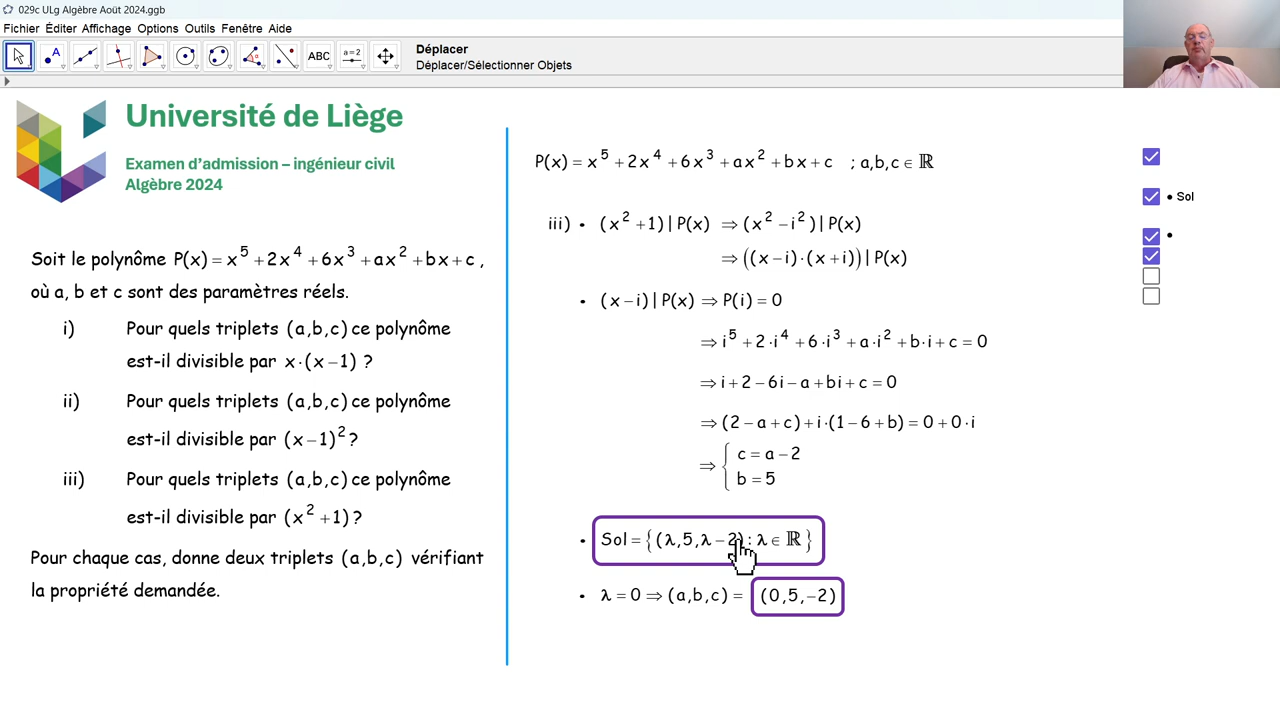 029c ULg Algèbre Août 2024.ggb
Fichier Éditer Affichage Options Outils Fenêtre Aide
A
ABC
a=2
Déplacer
Déplacer/Sélectionner Objets
Université de Liège
Examen d’admission – ingénieur civil
Algèbre 2024
Soit le polynôme P(x) = x⁵ + 2x⁴ + 6x³ + ax² + bx + c ,
où a, b et c sont des paramètres réels.
i) Pour quels triplets (a,b,c) ce polynôme
est-il divisible par x·(x−1) ?
ii) Pour quels triplets (a,b,c) ce polynôme
est-il divisible par (x−1)² ?
iii) Pour quels triplets (a,b,c) ce polynôme
est-il divisible par (x² +1) ?
Pour chaque cas, donne deux triplets (a,b,c) vérifiant
la propriété demandée.
P(x) = x⁵ + 2x⁴ + 6x³ + ax² + bx + c ; a,b,c ∈ ℝ
iii) • (x² +1) | P(x) ⇒ (x² − i²) | P(x)
⇒ ((x−i)·(x+i)) | P(x)
• (x−i) | P(x) ⇒ P(i) = 0
⇒ i⁵ + 2·i⁴ + 6·i³ + a·i² + b·i + c = 0
⇒ i + 2 − 6i − a + bi + c = 0
⇒ (2 − a + c) + i·(1 − 6 + b) = 0 + 0·i
⇒ { c = a − 2
b = 5
• Sol = { (λ,5,λ−2) : λ ∈ ℝ }
• λ = 0 ⇒ (a,b,c) = (0,5,−2)
• Sol
•